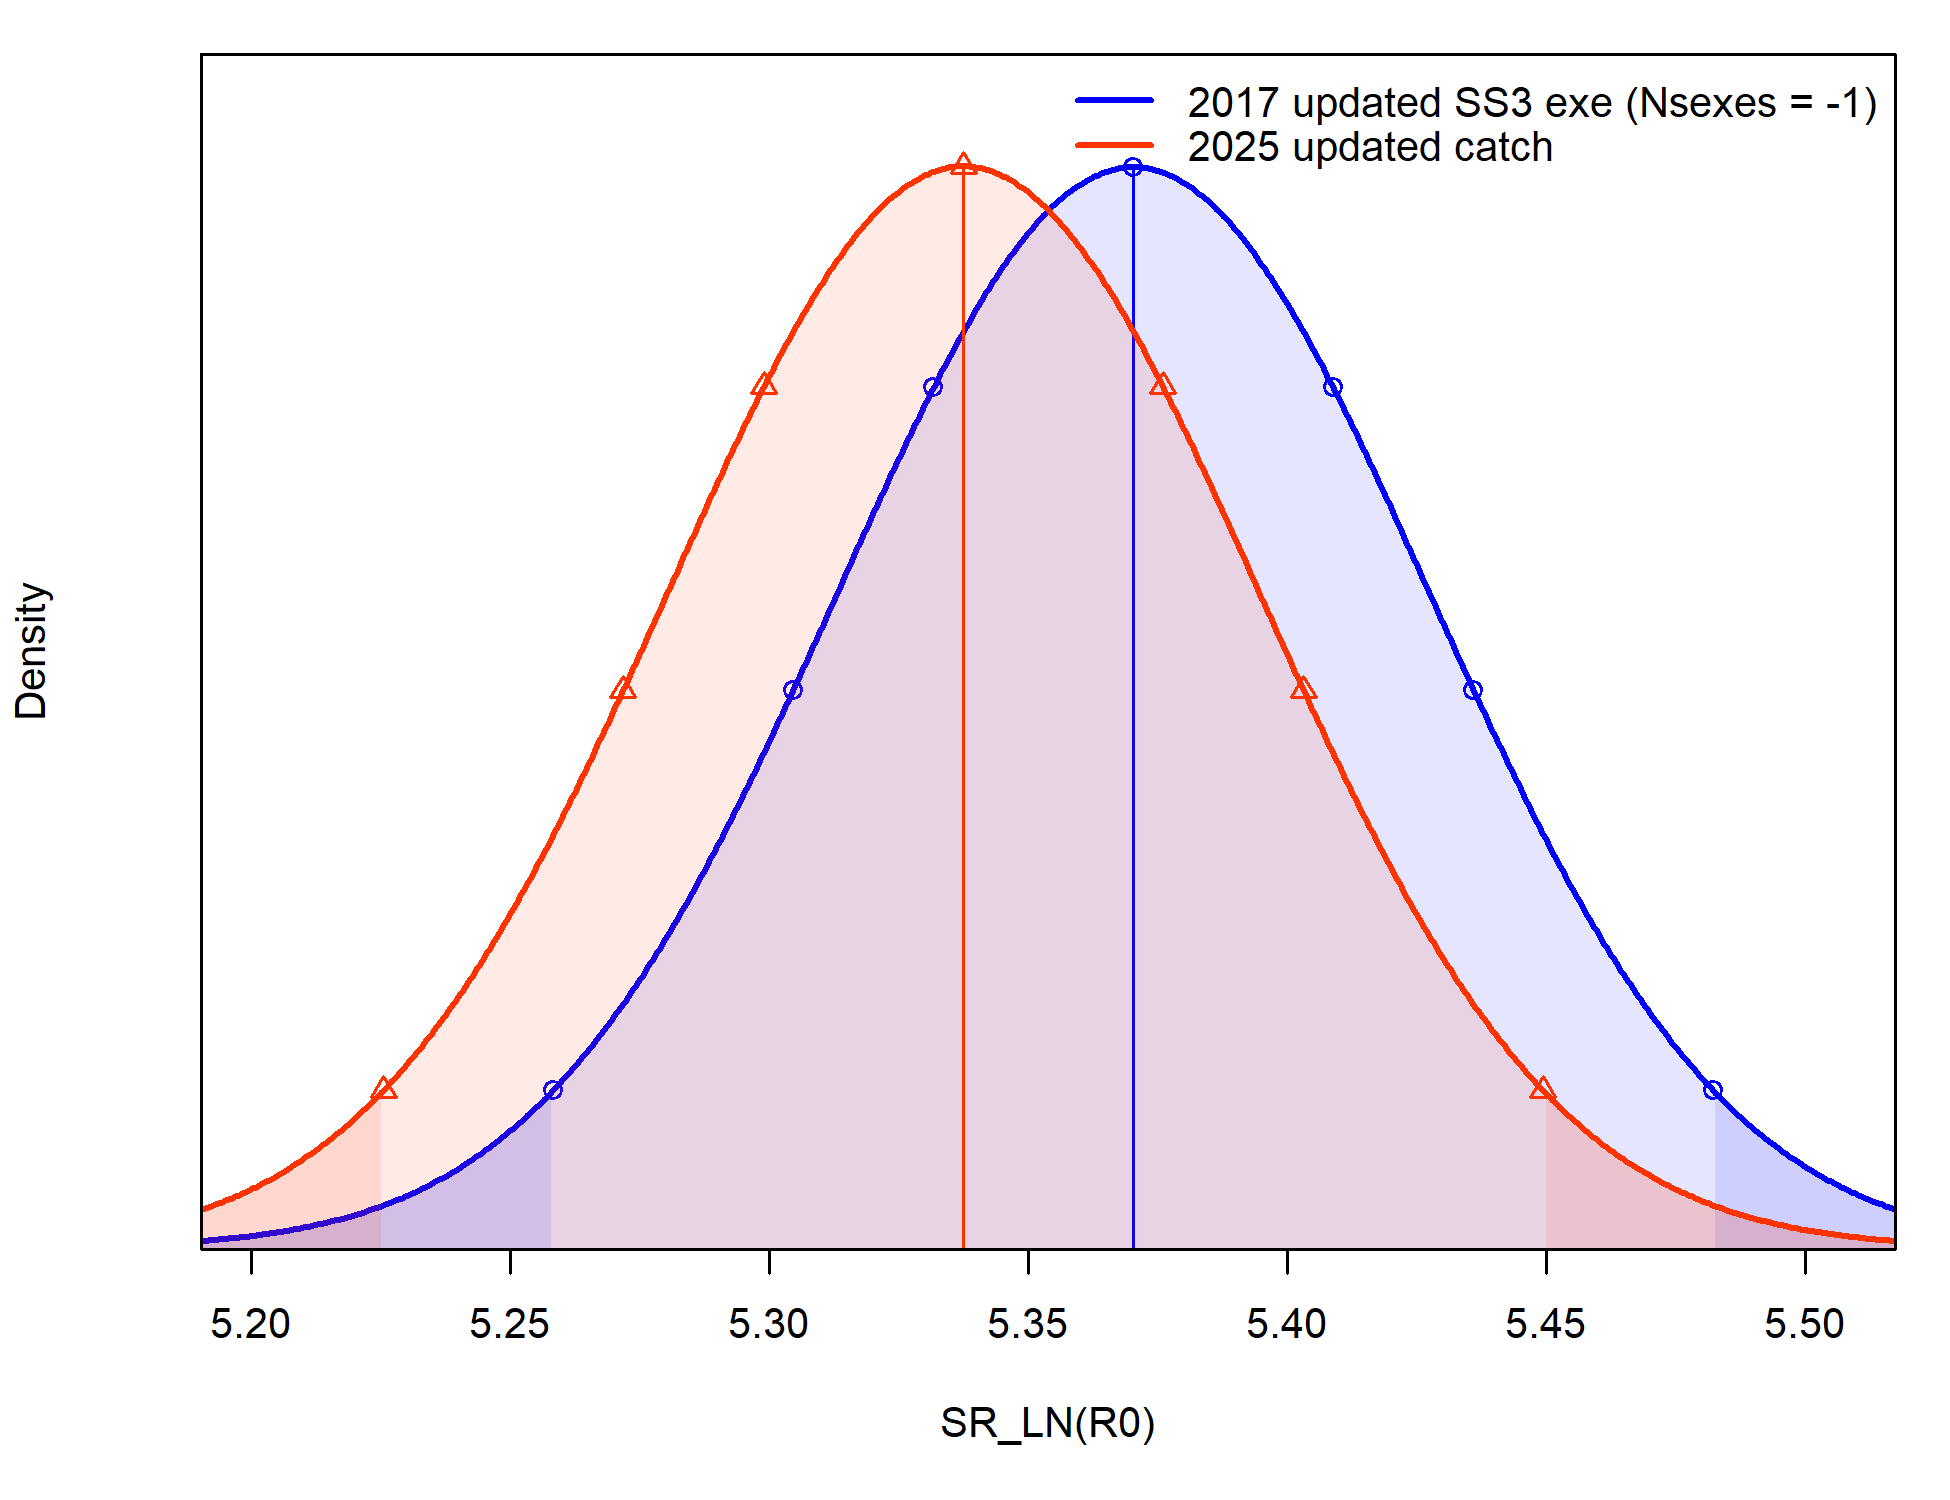 2017 updated SS3 exe (Nsexes = -1)
2025 updated catch
Density
5.20 5.25 5.30 5.35 5.40 5.45 5.50
SR_LN(R0)